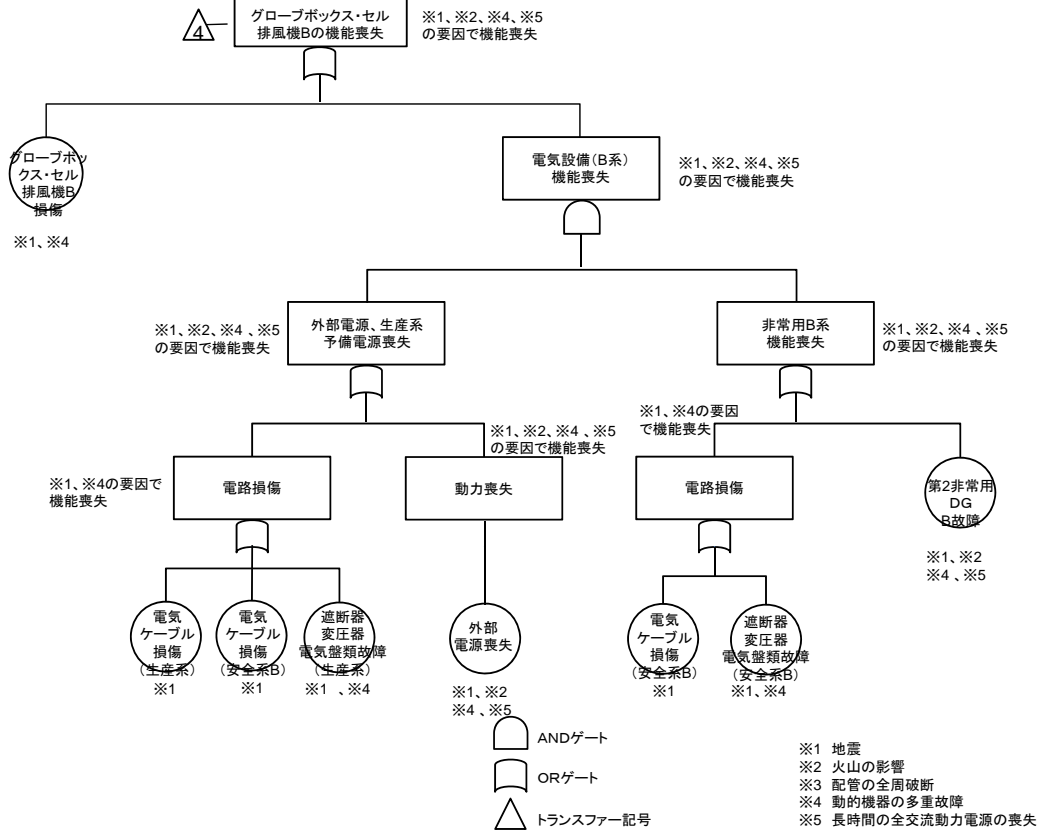 4
グローブボックス・セル
排風機Bの機能喪失
※1、※2、※4、※5
の要因で機能喪失
グローブボッ
クス・セル
排風機B
損傷
※1、※4
電気設備(B系)
機能喪失
※1、※2、※4、※5
の要因で機能喪失
※1、※2、※4 、※5
の要因で機能喪失
外部電源、生産系
予備電源喪失
非常用B系
機能喪失
※1、※2、※4 、※5
の要因で機能喪失
※1、※4の要因で
機能喪失
電路損傷
※1、※2、※4 、※5
の要因で機能喪失
動力喪失
※1、※4の要因
で機能喪失
電路損傷
第2非常用
DG
B故障
※1、※2
※4 、※5
電気
ケーブル
損傷
(生産系)
※1
電気
ケーブル
損傷
(安全系B)
※1
遮断器
変圧器
電気盤類故障
(生産系)
※1 、※4
外部
電源喪失
※1、※2
※4 、※5
電気
ケーブル
損傷
(安全系B)
※1
遮断器
変圧器
電気盤類故障
(安全系B)
※1、※4
ANDゲート
ORゲート
トランスファー記号
※1 地震
※2 火山の影響
※3 配管の全周破断
※4 動的機器の多重故障
※5 長時間の全交流動力電源の喪失